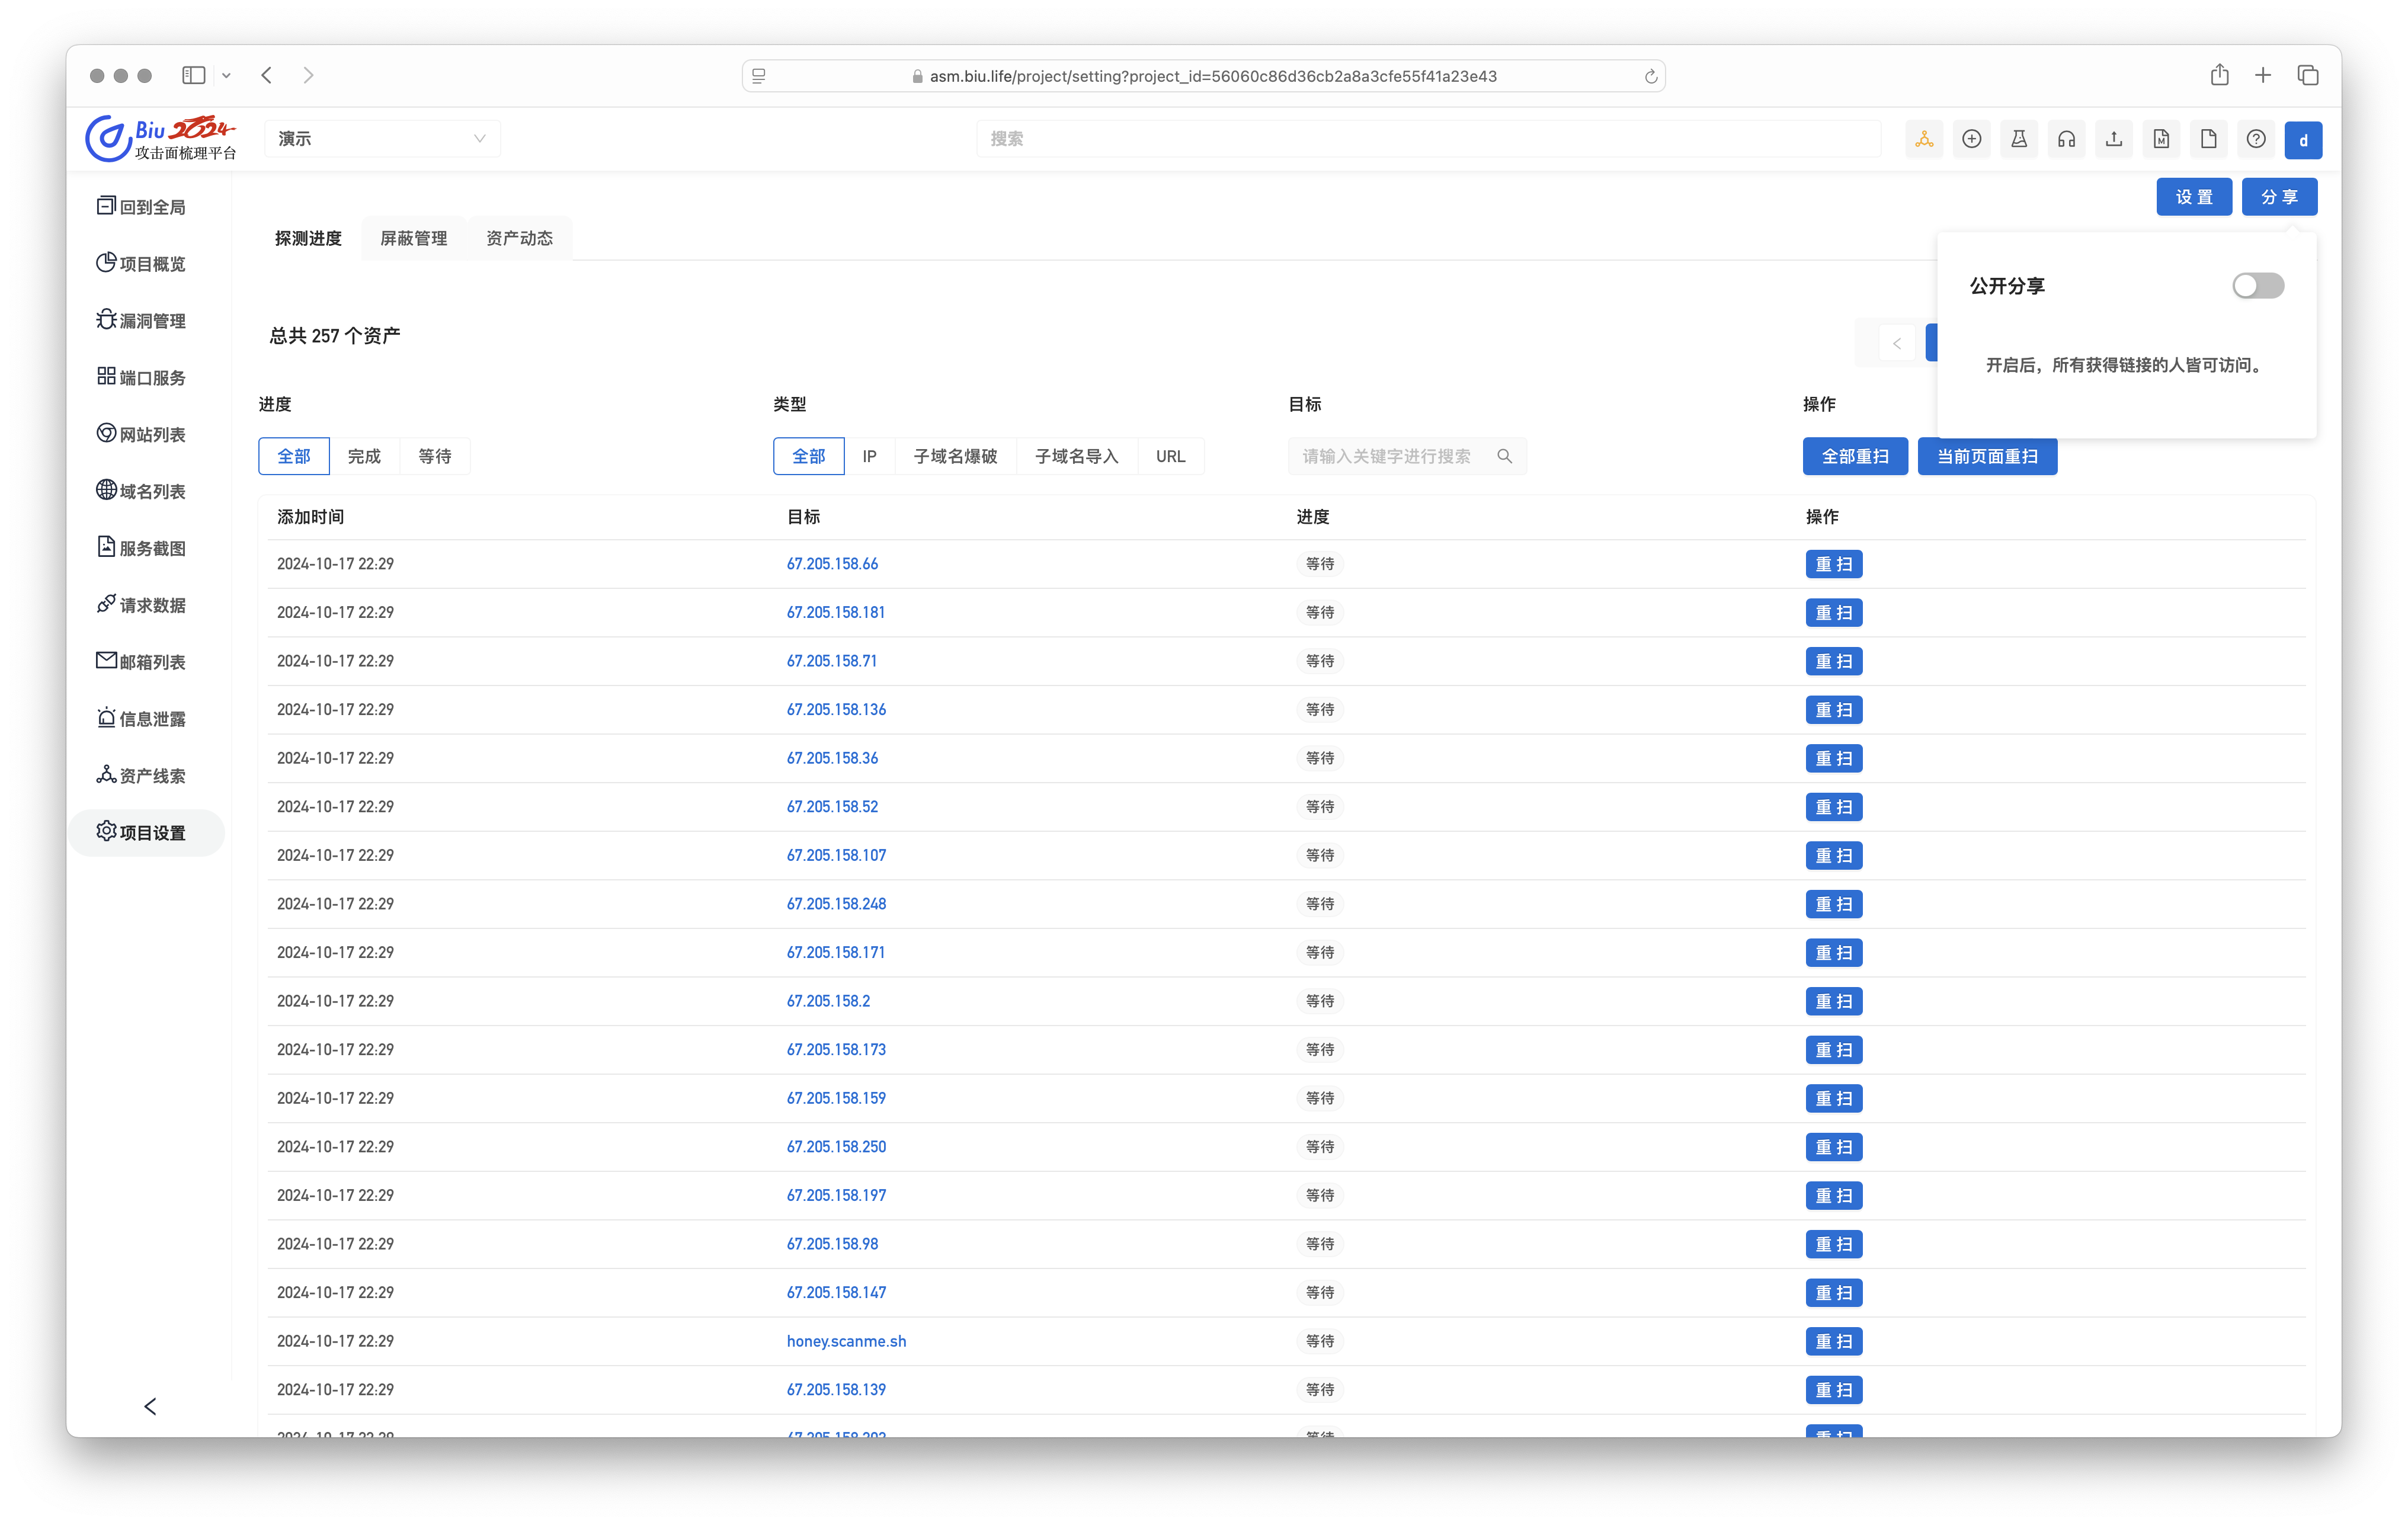 asm.biu.life/project/setting?project_id=56060c86d36cb2a8a3cfe55f41a23e43
Biu 2024
攻击面梳理平台
演示
搜索
d
设置 分享
回到全局
项目概览
漏洞管理
端口服务
网站列表
域名列表
服务截图
请求数据
邮箱列表
信息泄露
资产线索
项目设置
探测进度 屏蔽管理 资产动态
公开分享
开启后，所有获得链接的人皆可访问。
总共 257 个资产
进度 类型 目标 操作
全部 完成 等待 全部 IP 子域名爆破 子域名导入 URL 请输入关键字进行搜索 全部重扫 当前页面重扫
添加时间 目标 进度 操作
2024-10-17 22:29 67.205.158.66 等待 重扫
2024-10-17 22:29 67.205.158.181 等待 重扫
2024-10-17 22:29 67.205.158.71 等待 重扫
2024-10-17 22:29 67.205.158.136 等待 重扫
2024-10-17 22:29 67.205.158.36 等待 重扫
2024-10-17 22:29 67.205.158.52 等待 重扫
2024-10-17 22:29 67.205.158.107 等待 重扫
2024-10-17 22:29 67.205.158.248 等待 重扫
2024-10-17 22:29 67.205.158.171 等待 重扫
2024-10-17 22:29 67.205.158.2 等待 重扫
2024-10-17 22:29 67.205.158.173 等待 重扫
2024-10-17 22:29 67.205.158.159 等待 重扫
2024-10-17 22:29 67.205.158.250 等待 重扫
2024-10-17 22:29 67.205.158.197 等待 重扫
2024-10-17 22:29 67.205.158.98 等待 重扫
2024-10-17 22:29 67.205.158.147 等待 重扫
2024-10-17 22:29 honey.scanme.sh 等待 重扫
2024-10-17 22:29 67.205.158.139 等待 重扫